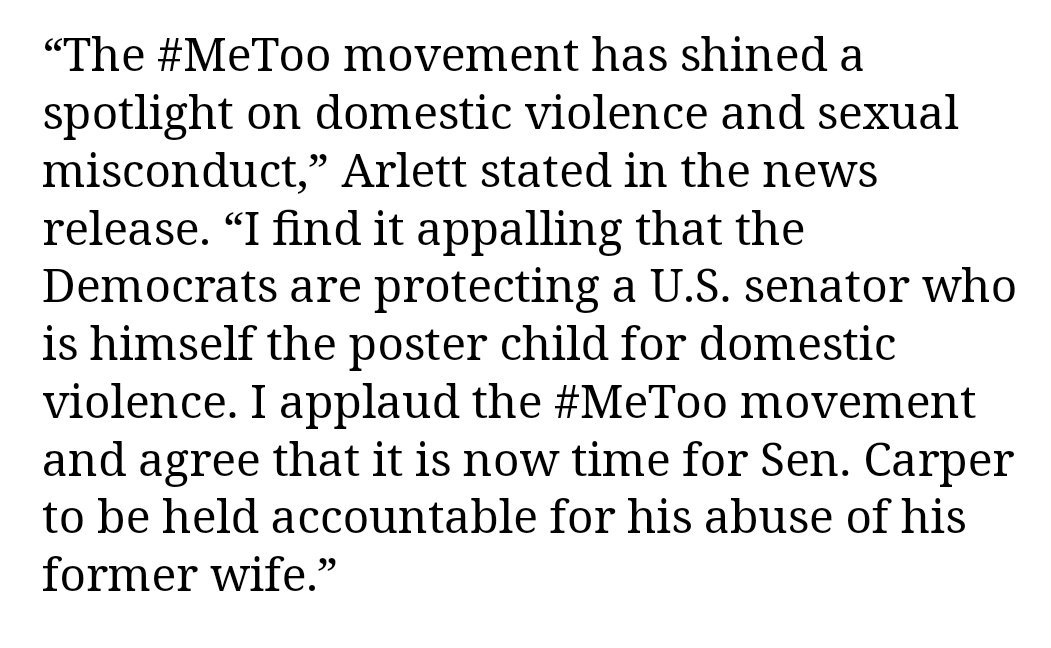 “The #MeToo movement has shined a
spotlight on domestic violence and sexual
misconduct,” Arlett stated in the news
release. “I find it appalling that the
Democrats are protecting a U.S. senator who
is himself the poster child for domestic
violence. I applaud the #MeToo movement
and agree that it is now time for Sen. Carper
to be held accountable for his abuse of his
former wife.”